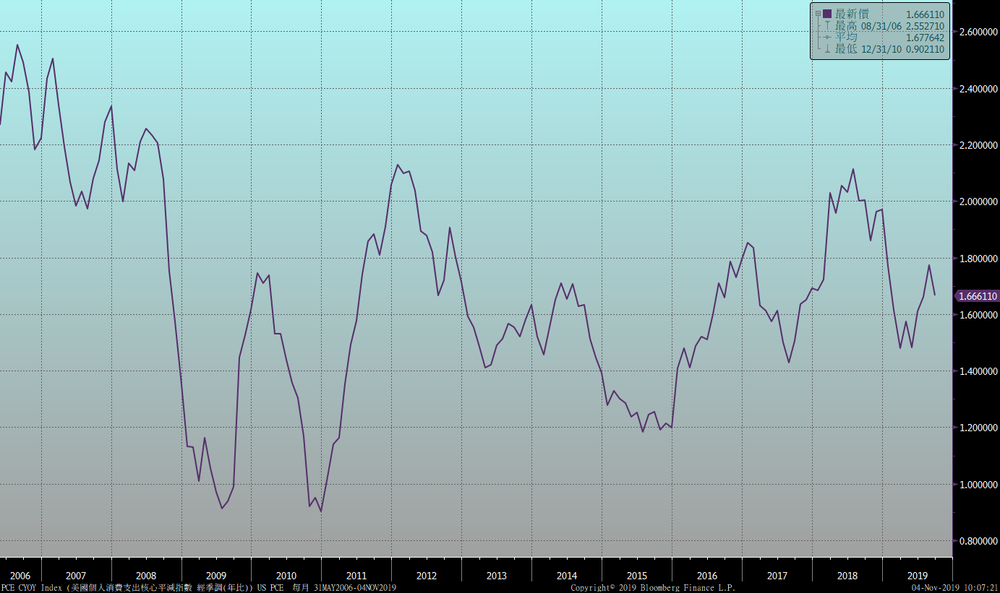 最新價 1.666110
最高 08/31/06 2.552710
平均 1.677642
最低 12/31/10 0.902110
2.600000
2.400000
2.200000
2.000000
1.800000
1.666110
1.600000
1.400000
1.200000
1.000000
0.800000
2006 2007 2008 2009 2010 2011 2012 2013 2014 2015 2016 2017 2018 2019
PCE CYOY Index (美國個人消費支出核心平減指數 經季調(年比)) US PCE 每月 31MAY2006-04NOV2019 Copyright© 2019 Bloomberg Finance L.P. 04-Nov-2019 10:07:21